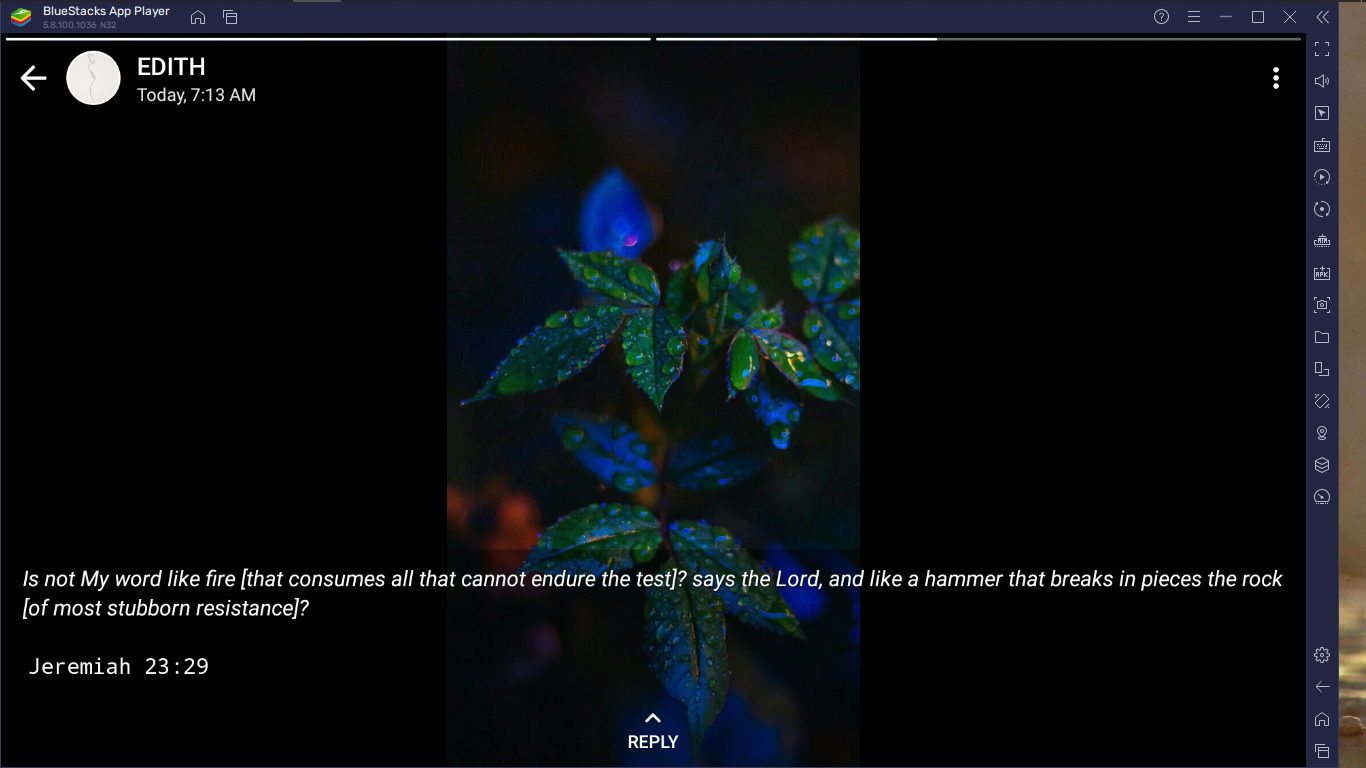 BlueStacks App Player
5.8.100.1036 N32
EDITH
Today, 7:13 AM
APK
Is not My word like fire [that consumes all that cannot endure the test]? says the Lord, and like a hammer that breaks in pieces the rock
[of most stubborn resistance]?
Jeremiah 23:29
REPLY